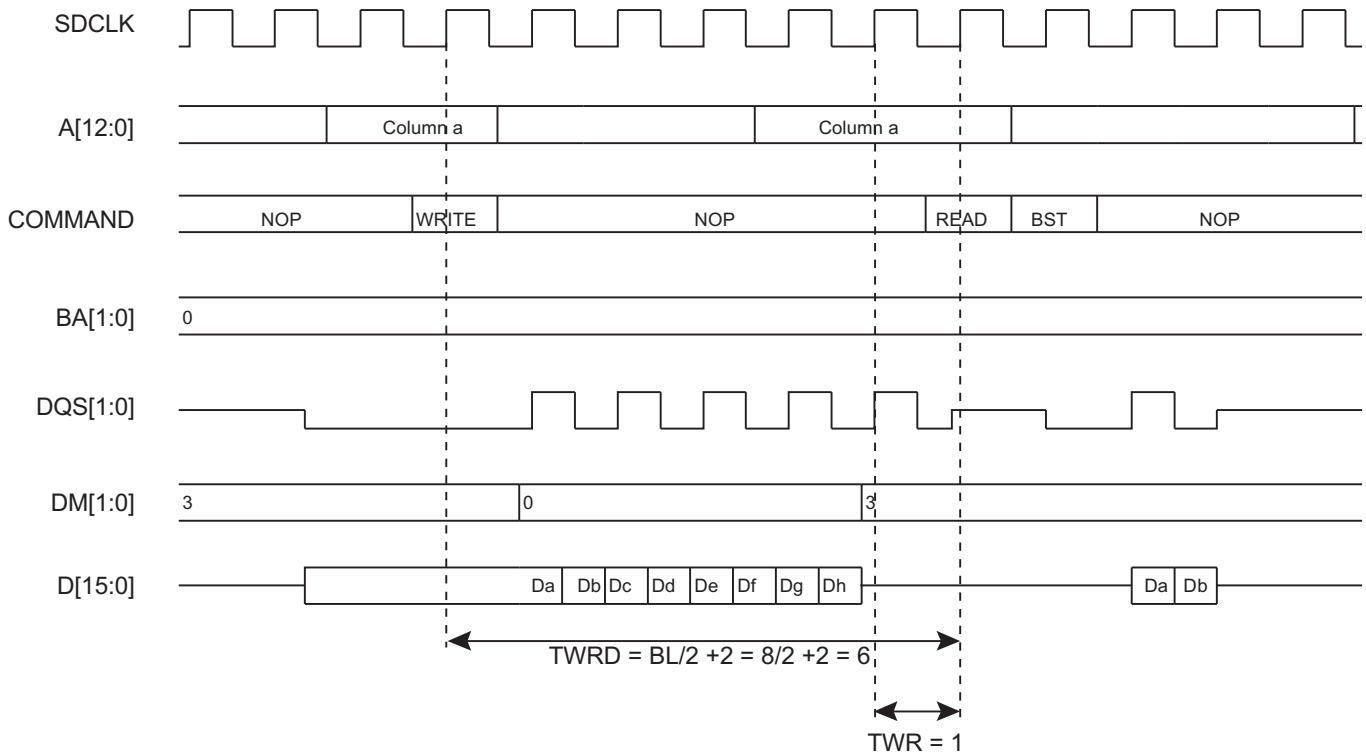 SDCLK
A[12:0] Column a Column a
COMMAND NOP WRITE NOP READ BST NOP
BA[1:0] 0
DQS[1:0]
DM[1:0] 3 0 3
D[15:0] Da Db Dc Dd De Df Dg Dh Da Db
TWRD = BL/2 +2 = 8/2 +2 = 6
TWR = 1